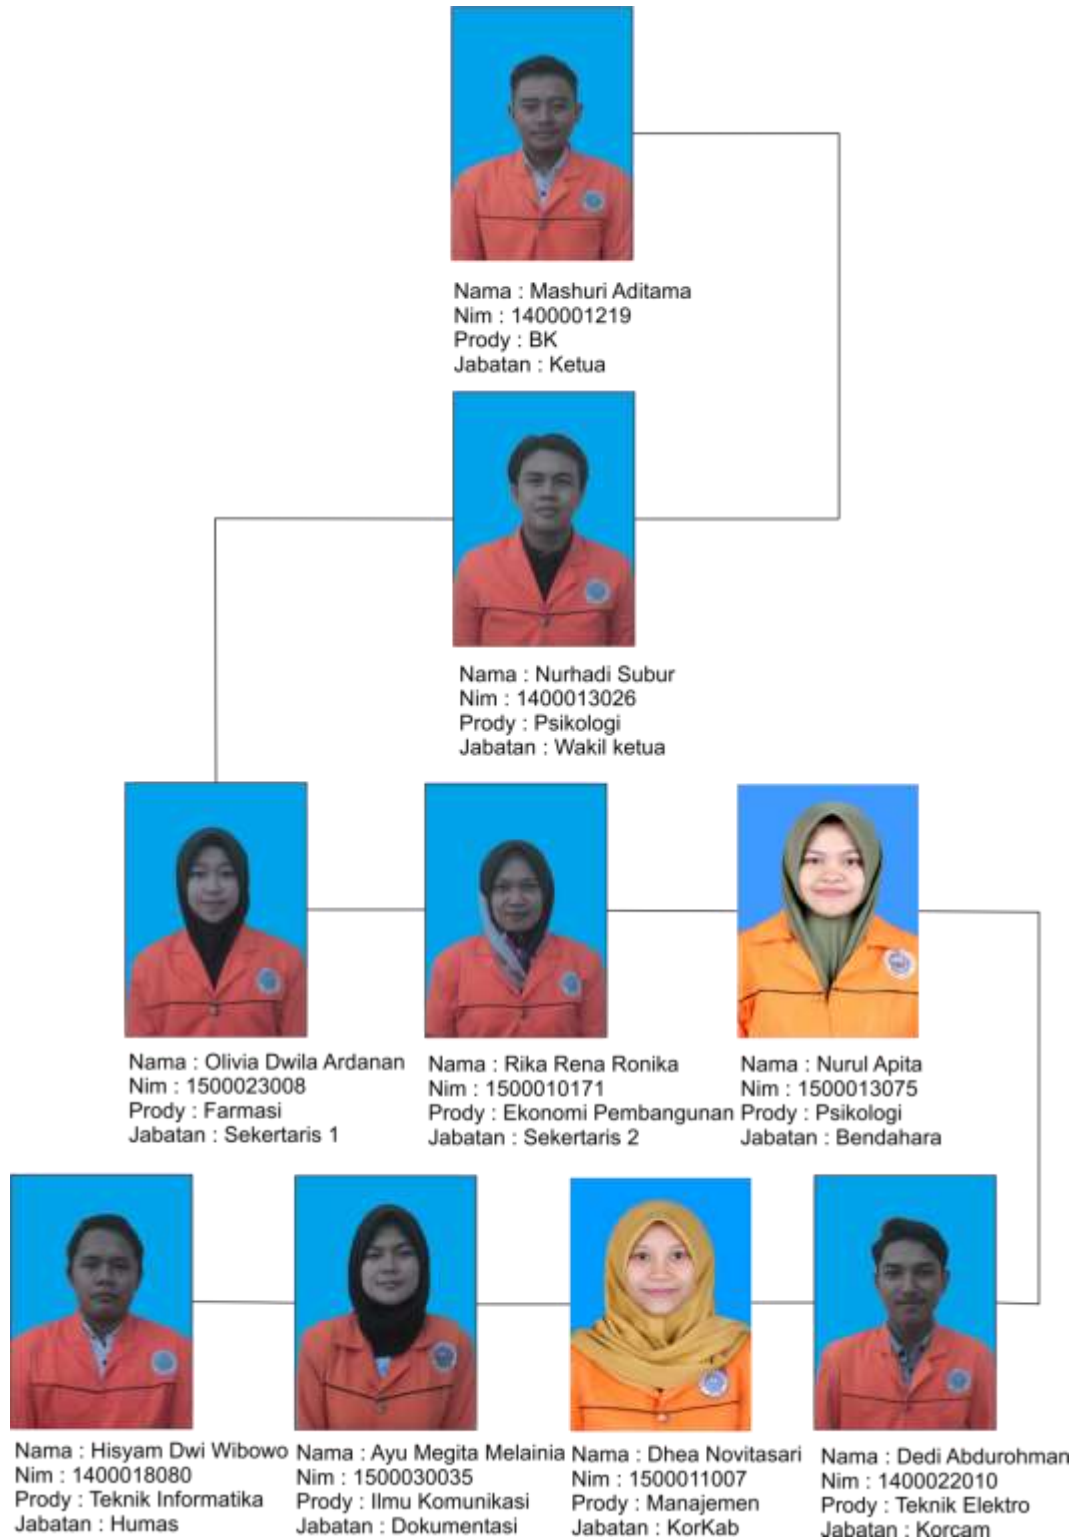 Nama : Mashuri Aditama
Nim : 1400001219
Prody : BK
Jabatan : Ketua
Nama : Nurhadi Subur
Nim : 1400013026
Prody : Psikologi
Jabatan : Wakil ketua
Nama : Olivia Dwila Ardanan
Nim : 1500023008
Prody : Farmasi
Jabatan : Sekertaris 1
Nama : Rika Rena Ronika
Nim : 1500010171
Prody : Ekonomi Pembangunan
Jabatan : Sekertaris 2
Nama : Nurul Apita
Nim : 1500013075
Prody : Psikologi
Jabatan : Bendahara
Nama : Hisyam Dwi Wibowo
Nim : 1400018080
Prody : Teknik Informatika
Jabatan : Humas
Nama : Ayu Megita Melainia
Nim : 1500030035
Prody : Ilmu Komunikasi
Jabatan : Dokumentasi
Nama : Dhea Novitasari
Nim : 1500011007
Prody : Manajemen
Jabatan : KorKab
Nama : Dedi Abdurohman
Nim : 1400022010
Prody : Teknik Elektro
Jabatan : Korcam